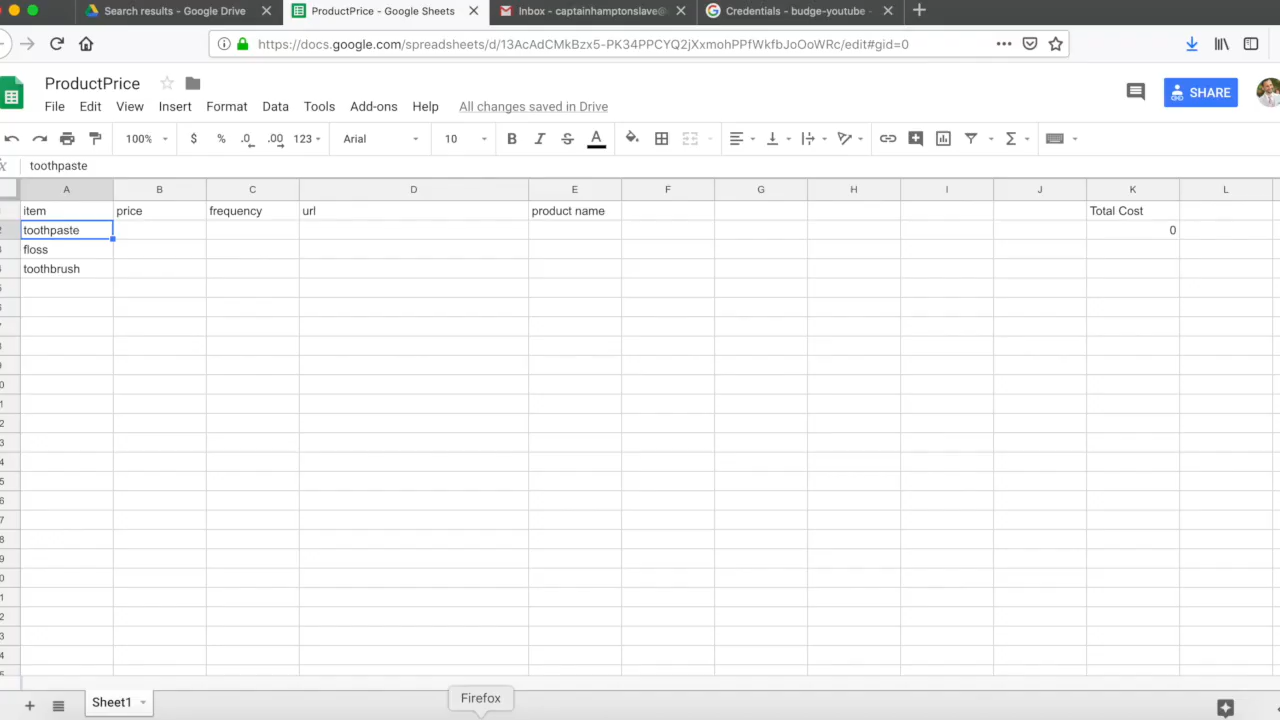 Search results - Google Drive
ProductPrice - Google Sheets
Inbox - captainhamptonslave@
Credentials - budge-youtube -
https://docs.google.com/spreadsheets/d/13AcAdCMkBzx5-PK34PPCYQ2jXxmohPPfWkfbJoOoWRc/edit#gid=0
ProductPrice
File Edit View Insert Format Data Tools Add-ons Help All changes saved in Drive
SHARE
100% $ % .0 .00 123 Arial 10 B I S A Σ
toothpaste
A B C D E F G H I J K L
item price frequency url product name Total Cost
toothpaste 0
floss
toothbrush
Sheet1
Firefox